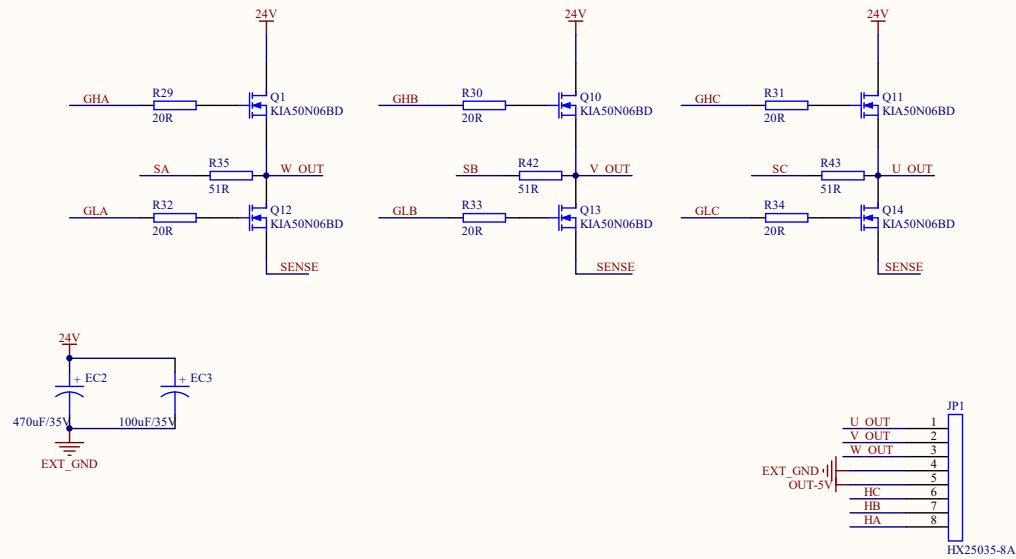 24V 24V 24V
GHA R29 20R Q1 KIA50N06BD
GHB R30 20R Q10 KIA50N06BD
GHC R31 20R Q11 KIA50N06BD
SA R35 51R W_OUT
SB R42 51R V_OUT
SC R43 51R U_OUT
GLA R32 20R Q12 KIA50N06BD
GLB R33 20R Q13 KIA50N06BD
GLC R34 20R Q14 KIA50N06BD
SENSE SENSE SENSE
24V
+ EC2 + EC3
470uF/35V 100uF/35V
EXT_GND
JP1
U_OUT 1
V_OUT 2
W_OUT 3
EXT_GND 4
OUT-5V 5
HC 6
HB 7
HA 8
HX25035-8A